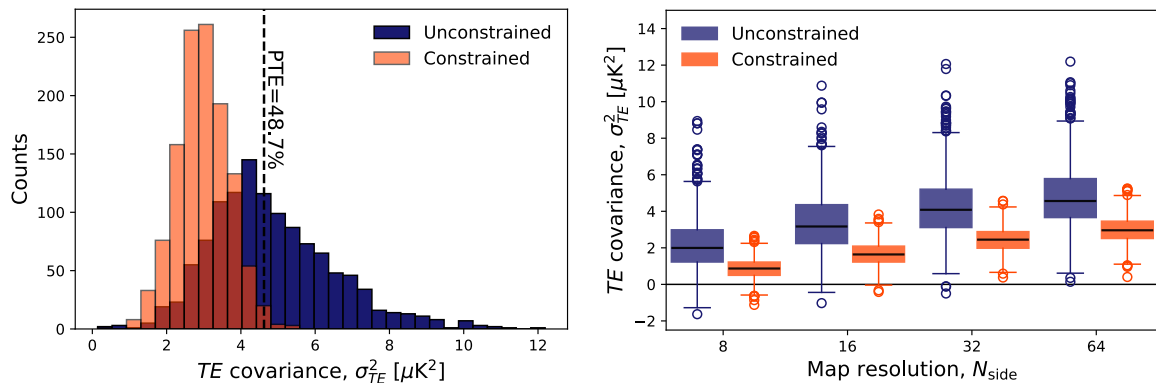 250
200
150
100
50
0
Counts
Unconstrained
Constrained
PTE=48.7%
0 2 4 6 8 10 12
TE covariance, σ²_TE [μK²]
14
12
10
8
6
4
2
0
−2
TE covariance, σ²_TE [μK²]
Unconstrained
Constrained
8 16 32 64
Map resolution, N_side